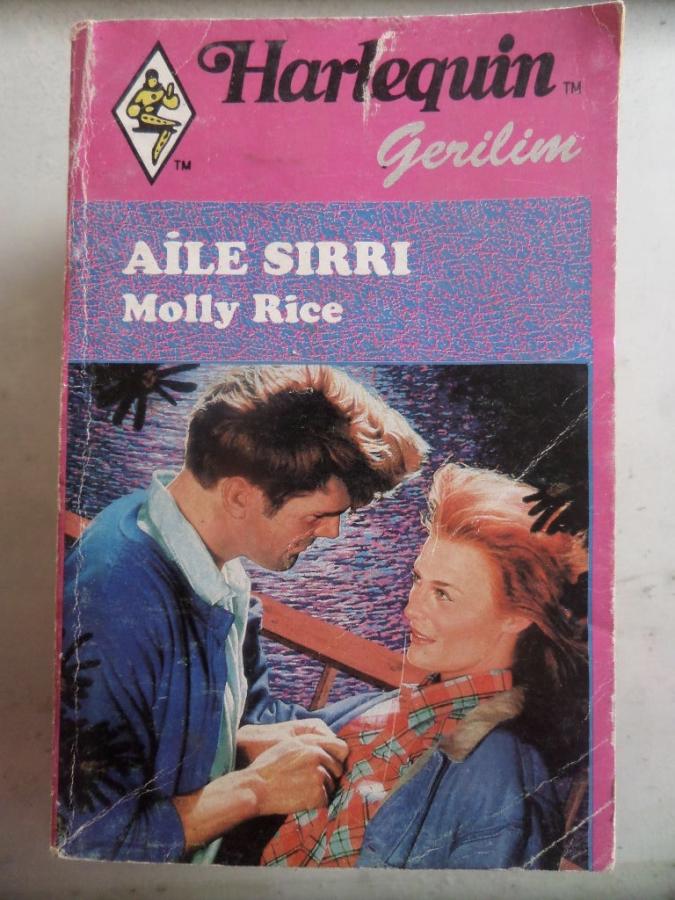 Harlequin TM
Gerilim
TM
AİLE SIRRI
Molly Rice